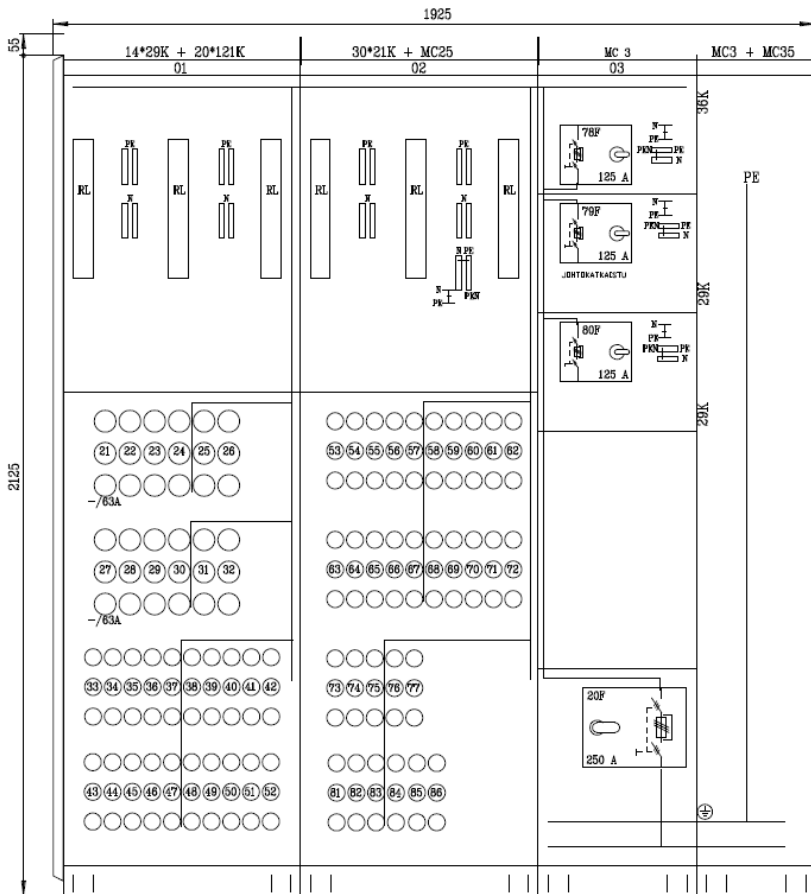 1925
55
14*29K + 20*121K
30*21K + MC25
MC 3
MC3 + MC35
01
02
03
36K
78F
N
PE
PEN
PE
N
125 A
PE
PE
PE
PE
RL
RL
RL
RL
RL
RL
N
N
N
N
79F
N
PE
PE
N
125 A
JOHTOKATKAISTU
N
PE
N
PE
PEN
29K
80F
N
PE
PEN
PE
N
125 A
29K
21 22 23 24 25 26
53 54 55 56 57 58 59 60 61 62
-/63A
2125
27 28 29 30 31 32
63 64 65 66 67 68 69 70 71 72
-/63A
33 34 35 36 37 38 39 40 41 42
73 74 75 76 77
20F
250 A
43 44 45 46 47 48 49 50 51 52
81 82 83 84 85 86